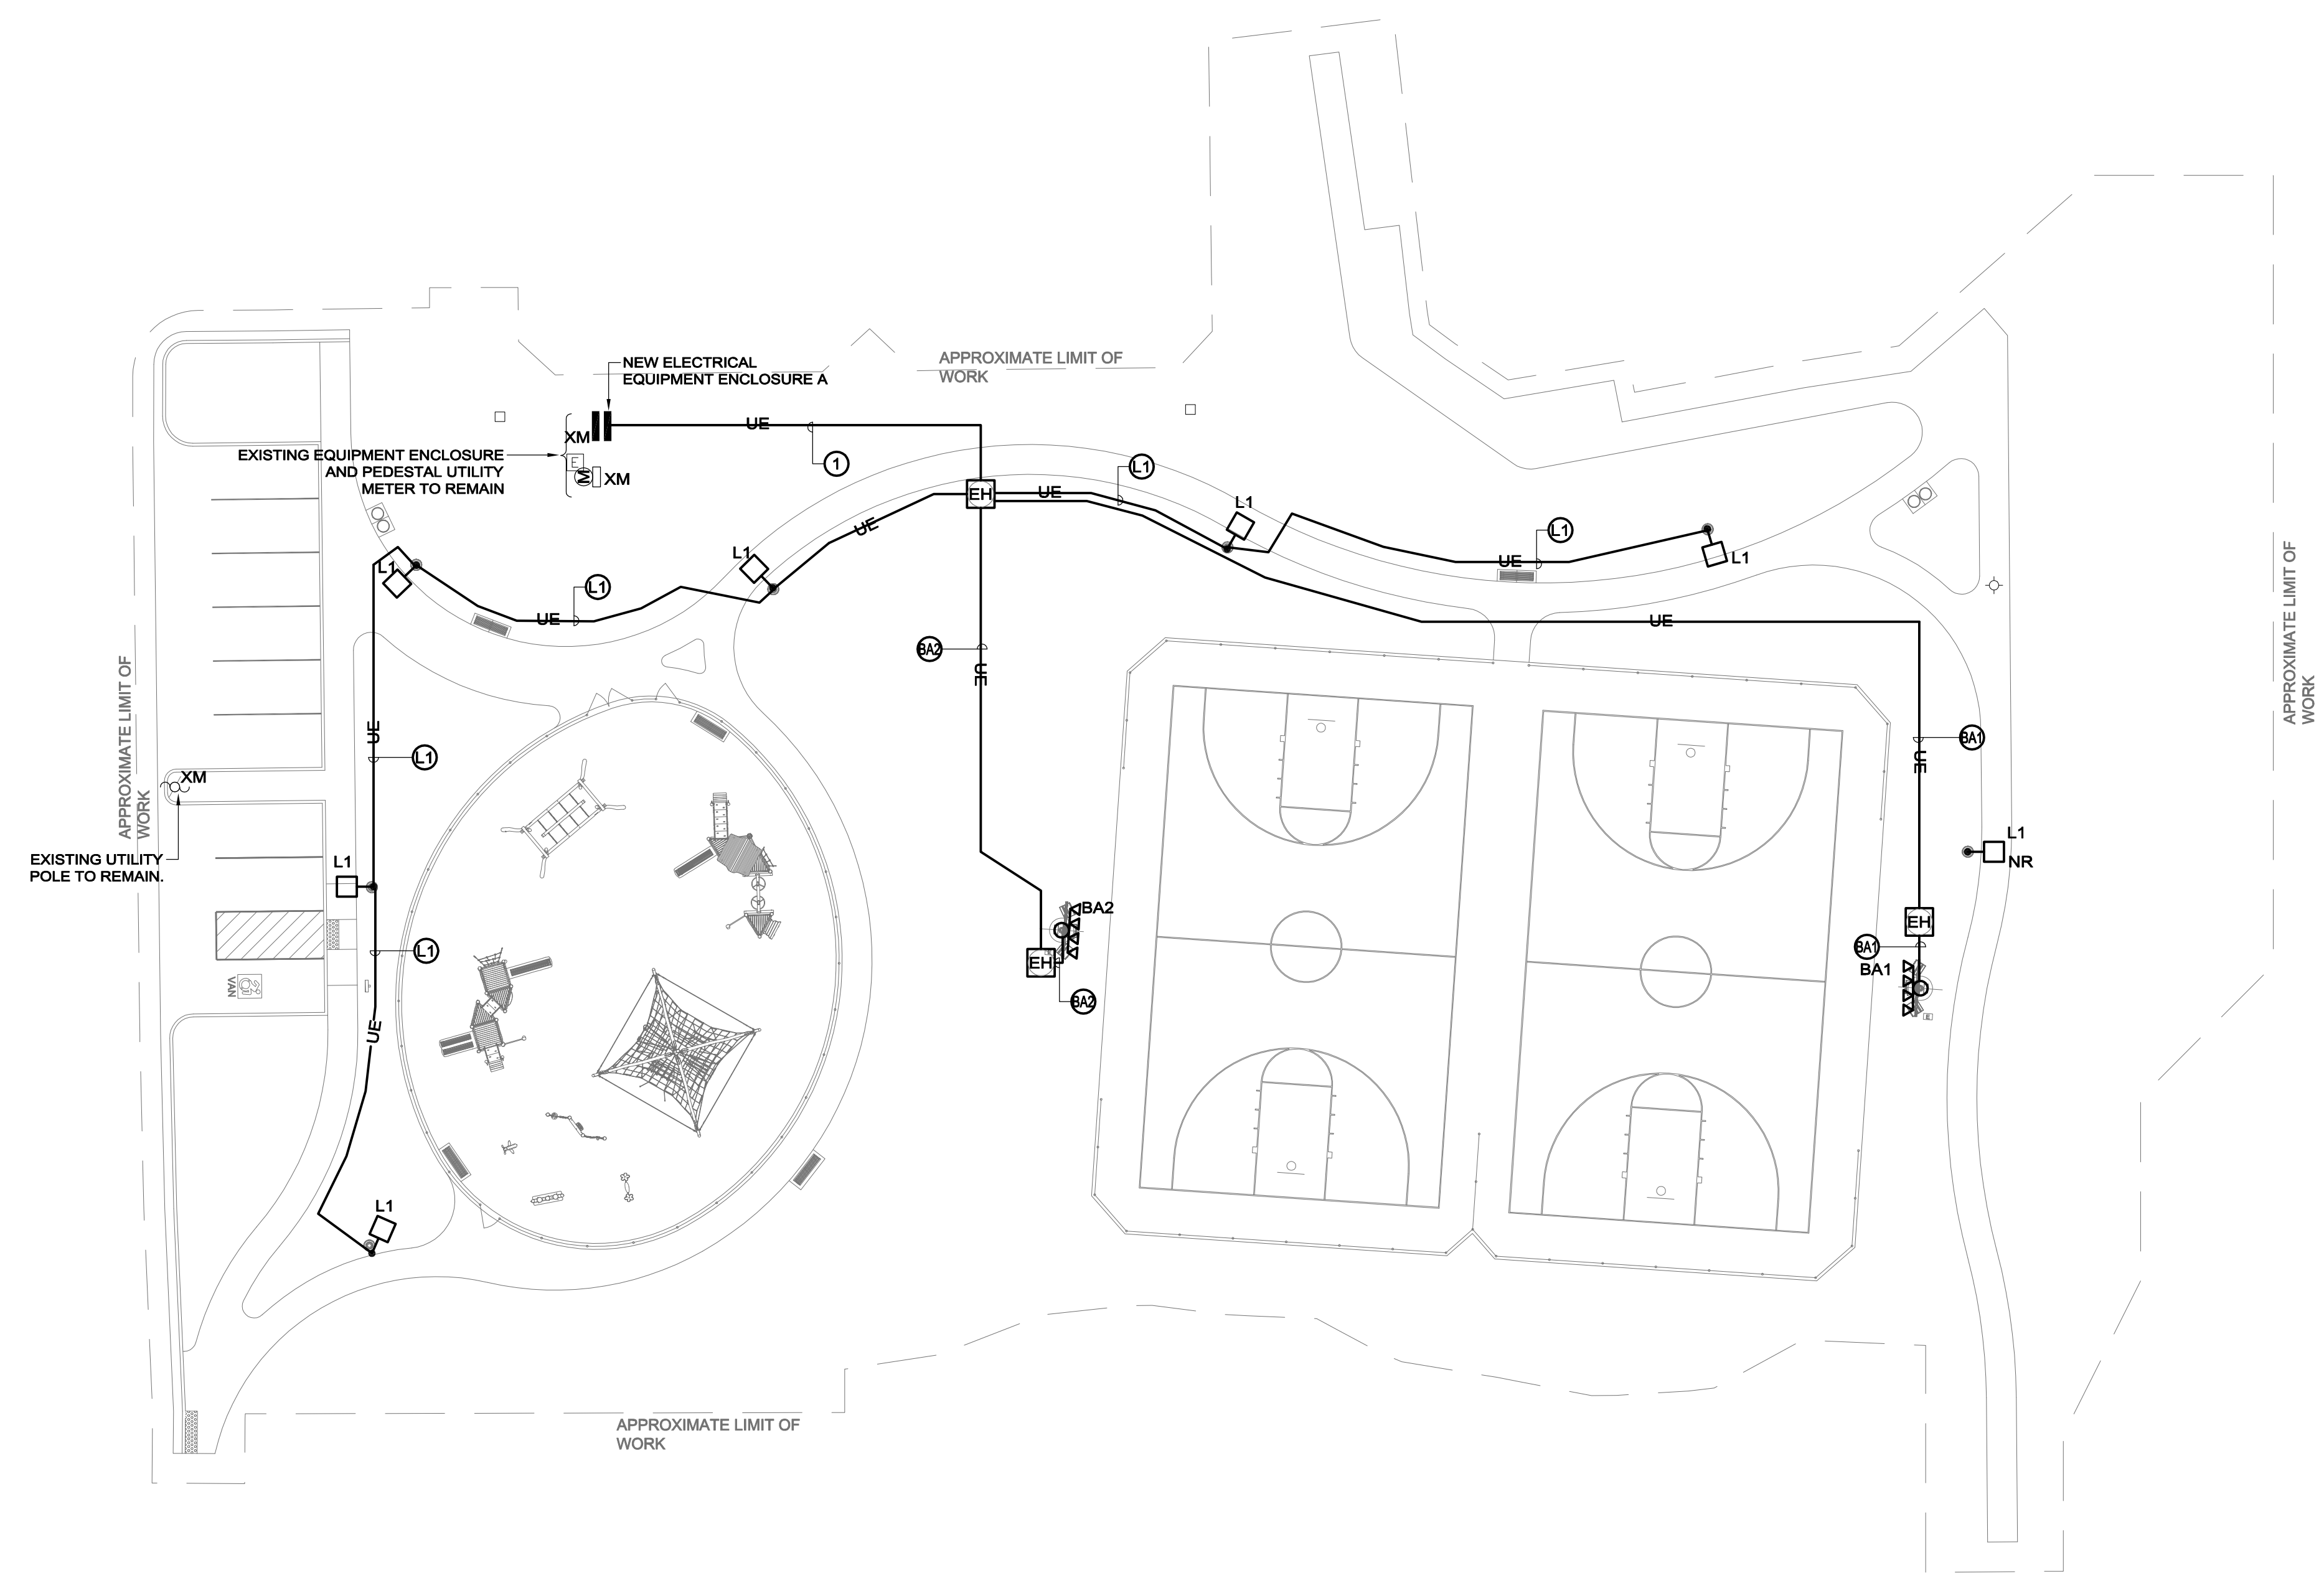 NEW ELECTRICAL
EQUIPMENT ENCLOSURE A
APPROXIMATE LIMIT OF
WORK
UE
XM
1
EXISTING EQUIPMENT ENCLOSURE
AND PEDESTAL UTILITY
METER TO REMAIN
E
M
XM
EH
UE
L1
L1
UE
L1
UE
L1
L1
L1
L1
UE
UE
UE
BA2
UE
BA1
UE
UE
L1
XM
APPROXIMATE LIMIT OF
WORK
APPROXIMATE LIMIT OF
WORK
EXISTING UTILITY
POLE TO REMAIN.
L1
L1
NR
BA2
EH
EH
L1
BA1
BA1
BA2
VAN
UE
L1
APPROXIMATE LIMIT OF
WORK